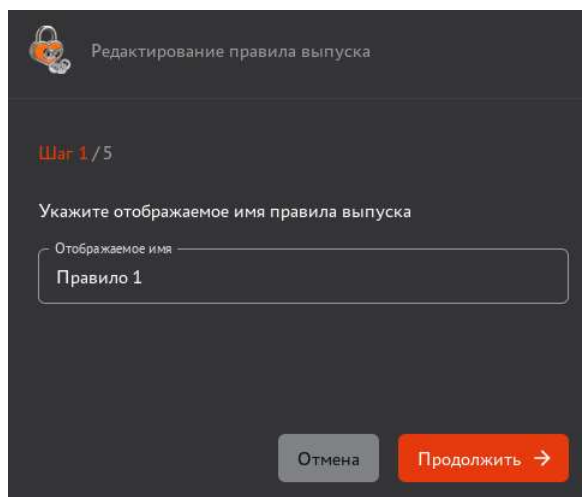 Редактирование правила выпуска
Шаг 1 / 5
Укажите отображаемое имя правила выпуска
Отображаемое имя
Правило 1
Отмена
Продолжить →